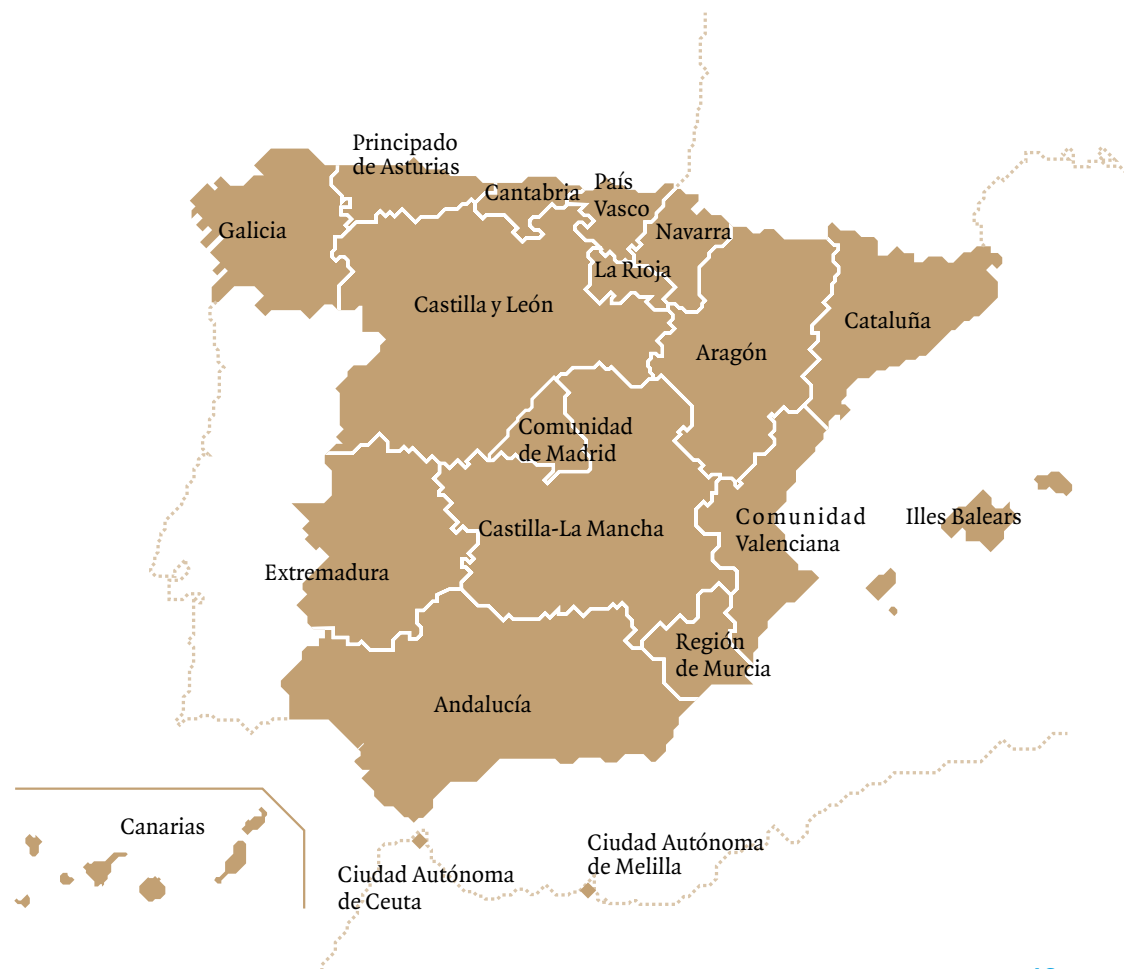 Principado
de Asturias
Cantabria
País
Vasco
Galicia
Navarra
La Rioja
Castilla y León
Cataluña
Aragón
Comunidad
de Madrid
Castilla-La Mancha
Comunidad
Valenciana
Illes Balears
Extremadura
Región
de Murcia
Andalucía
Canarias
Ciudad Autónoma
de Melilla
Ciudad Autónoma
de Ceuta